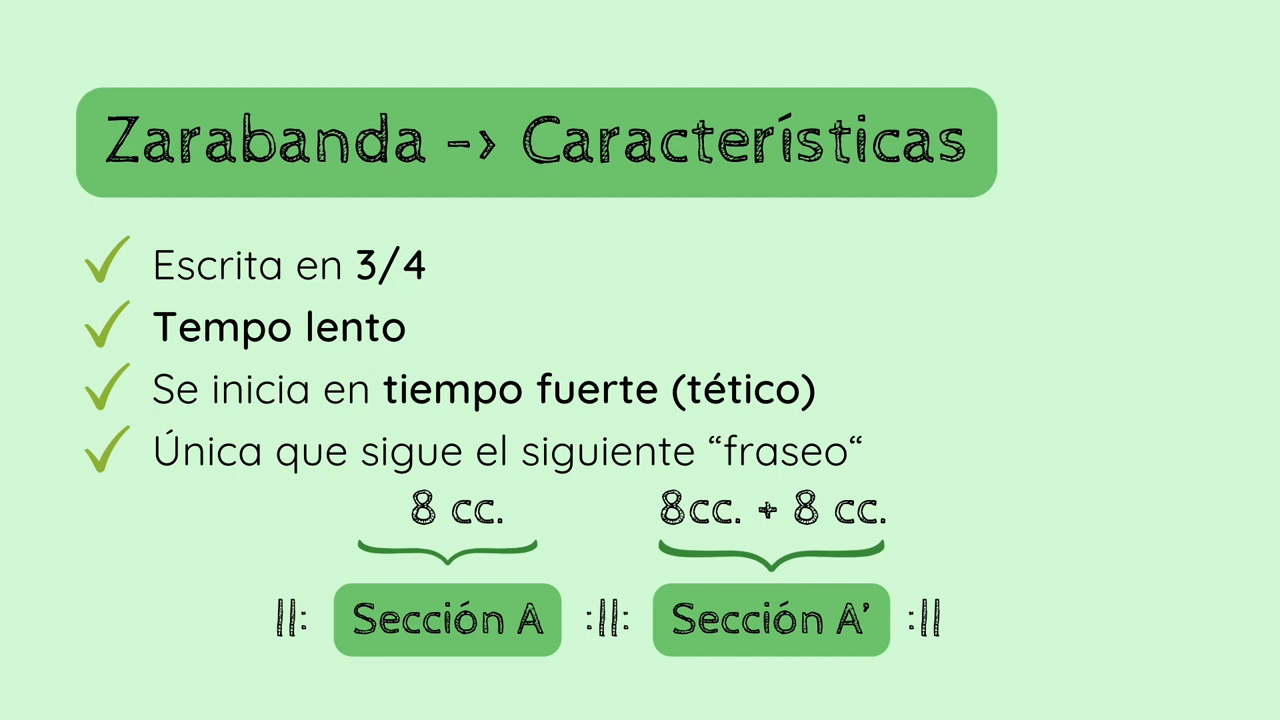 Zarabanda -> Características
Escrita en 3/4
Tempo lento
Se inicia en tiempo fuerte (tético)
Única que sigue el siguiente “fraseo“
8 cc. 8cc. + 8 cc.
||: Sección A :||: Sección A’ :||